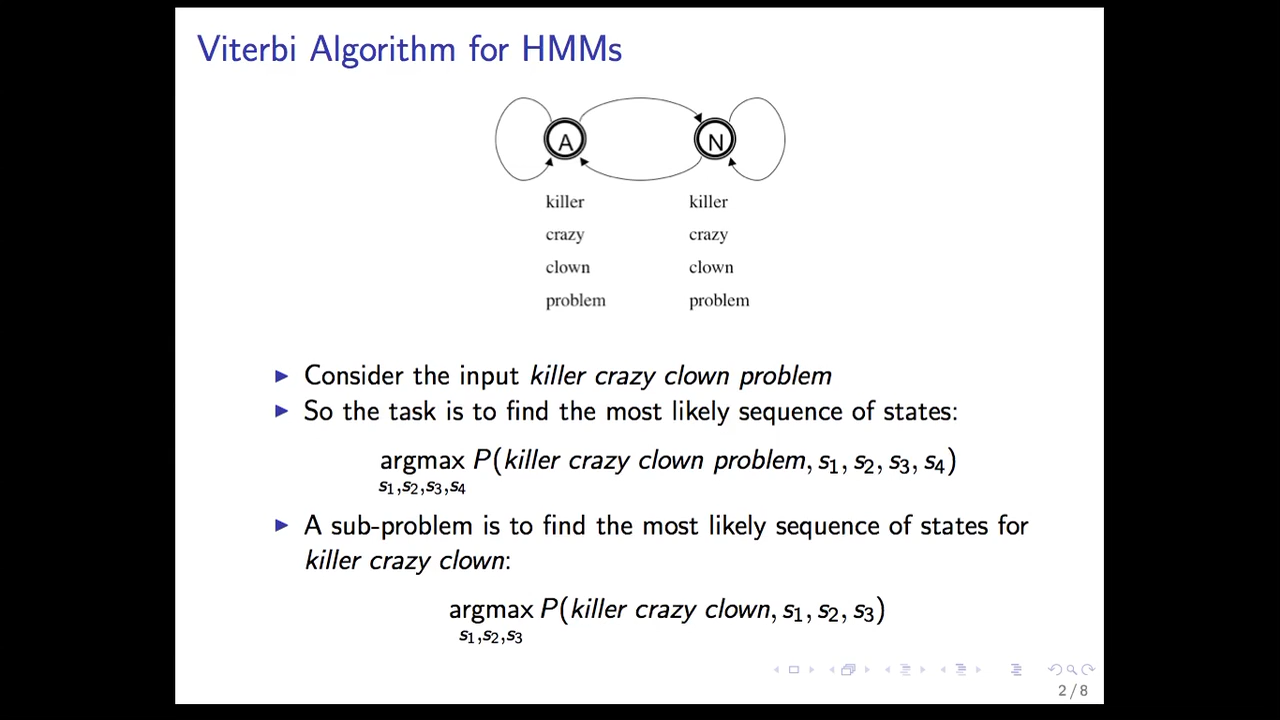 Viterbi Algorithm for HMMs
A N
killer killer
crazy crazy
clown clown
problem problem
Consider the input killer crazy clown problem
So the task is to find the most likely sequence of states:
argmax P(killer crazy clown problem, s1, s2, s3, s4)
s1,s2,s3,s4
A sub-problem is to find the most likely sequence of states for
killer crazy clown:
argmax P(killer crazy clown, s1, s2, s3)
s1,s2,s3
2 / 8